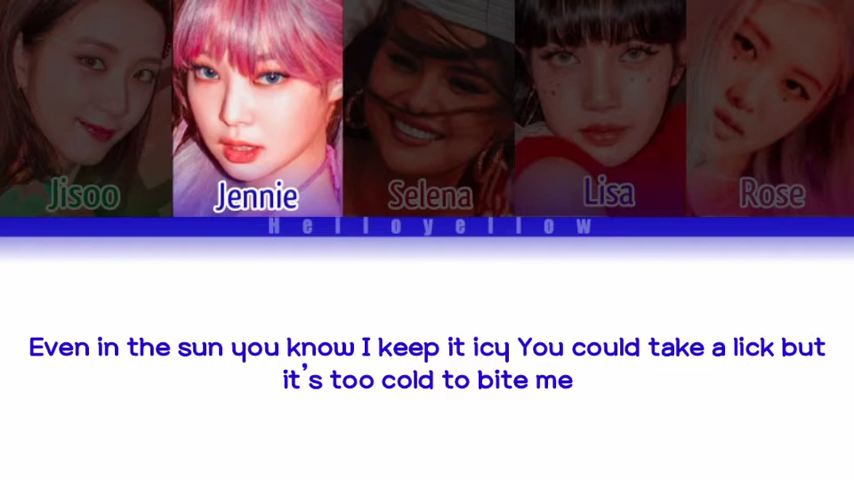 Jisoo Jennie Selena Lisa Rose
Helloyellow
Even in the sun you know I keep it icy You could take a lick but
it's too cold to bite me